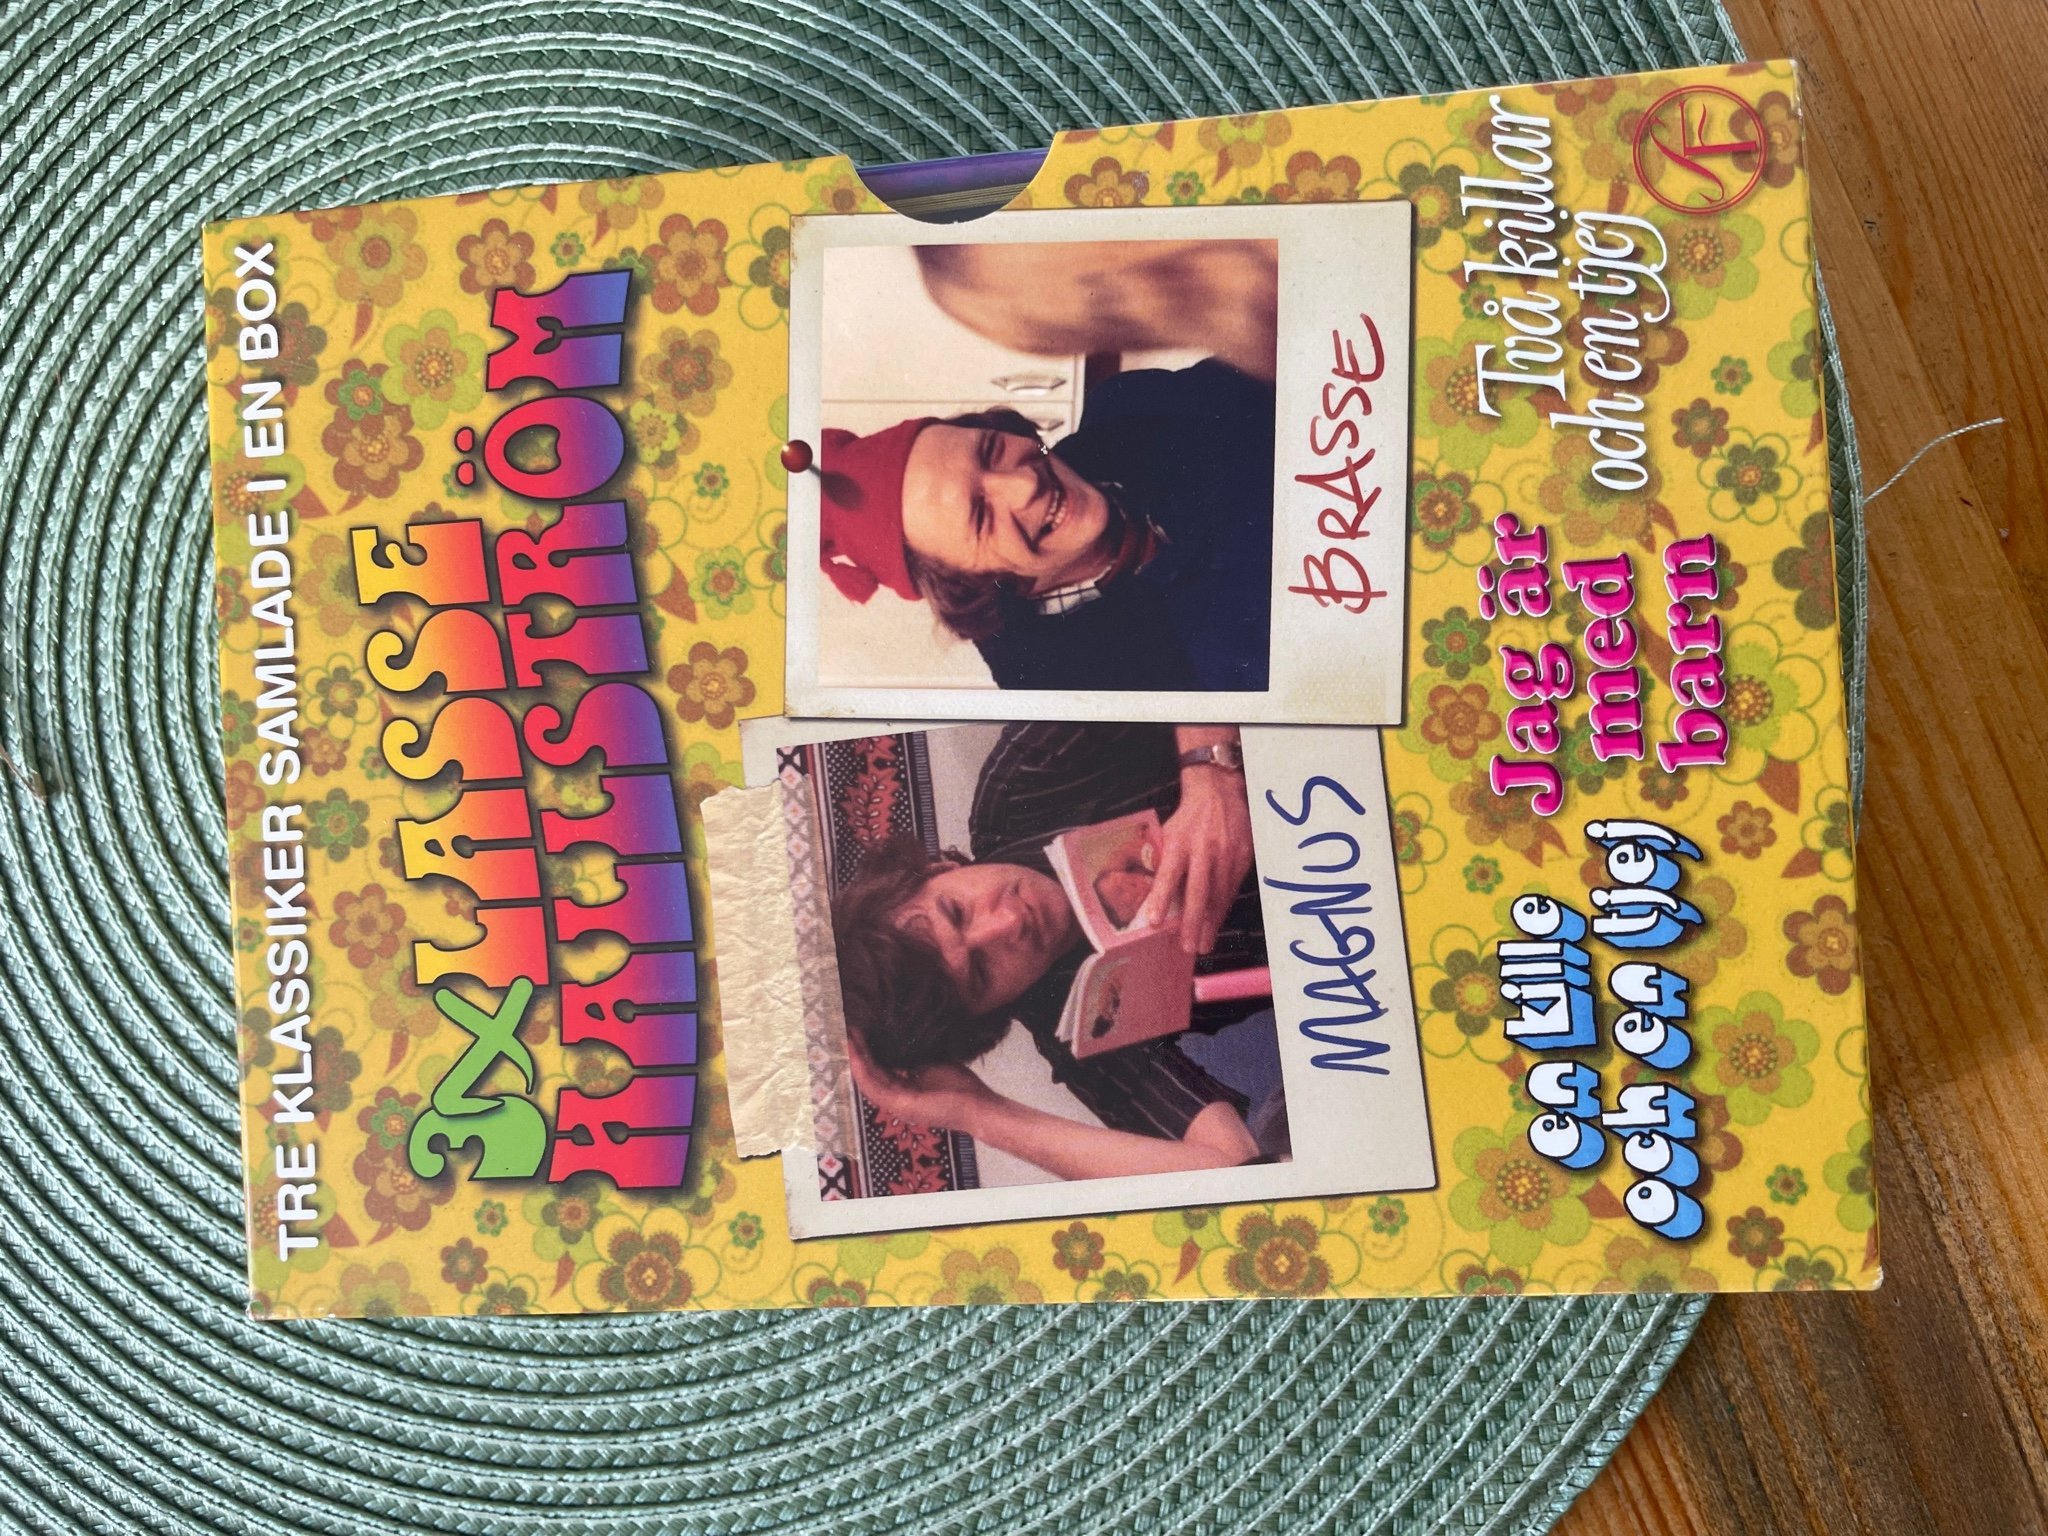 TRE KLASSIKER SAMLADE I EN BOX
3X LASSE
HALLSTRÖM
MAGNUS
BRASSE
en kille
och en tjej
Jag är
med
barn
Två killar
och en tjej
SF